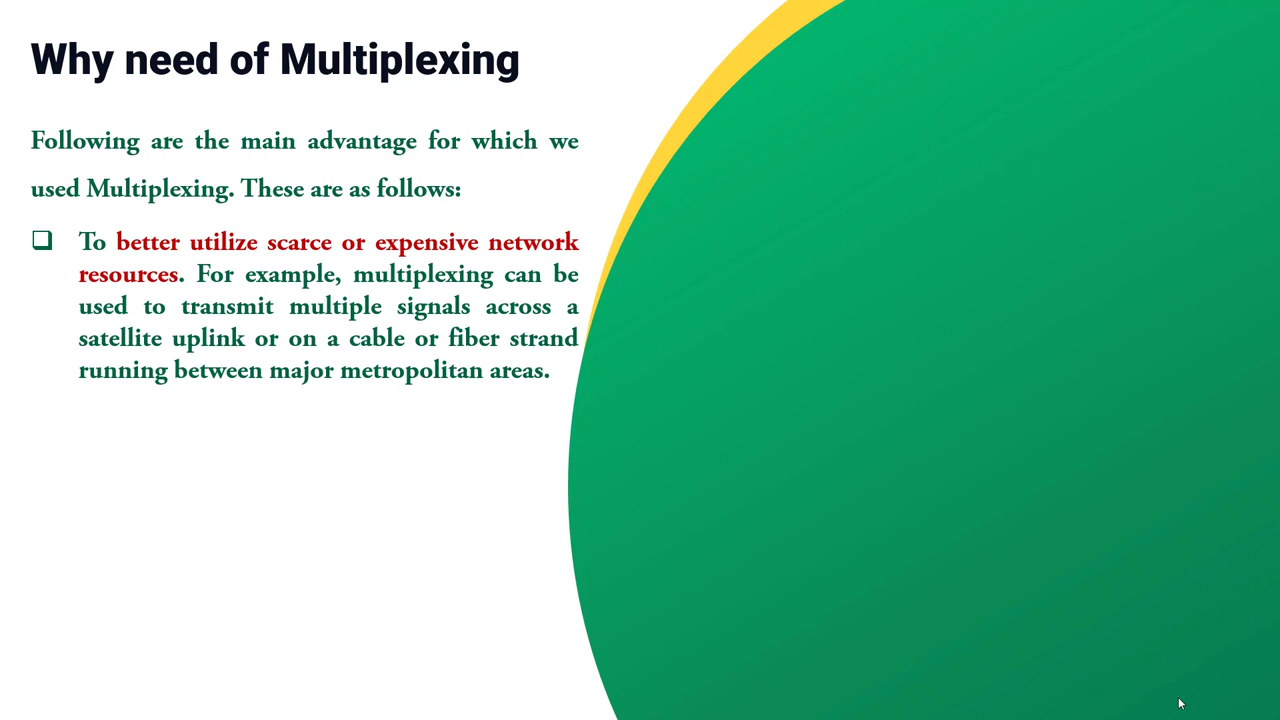 Why need of Multiplexing
Following are the main advantage for which we
used Multiplexing. These are as follows:
❑ To better utilize scarce or expensive network
resources. For example, multiplexing can be
used to transmit multiple signals across a
satellite uplink or on a cable or fiber strand
running between major metropolitan areas.